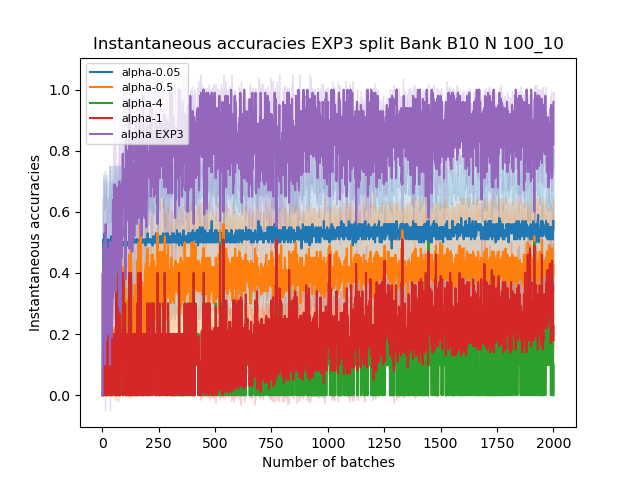 Instantaneous accuracies EXP3 split Bank B10 N 100_10
alpha-0.05
alpha-0.5
alpha-4
alpha-1
alpha EXP3
1.0
0.8
0.6
0.4
0.2
0.0
Instantaneous accuracies
0 250 500 750 1000 1250 1500 1750 2000
Number of batches